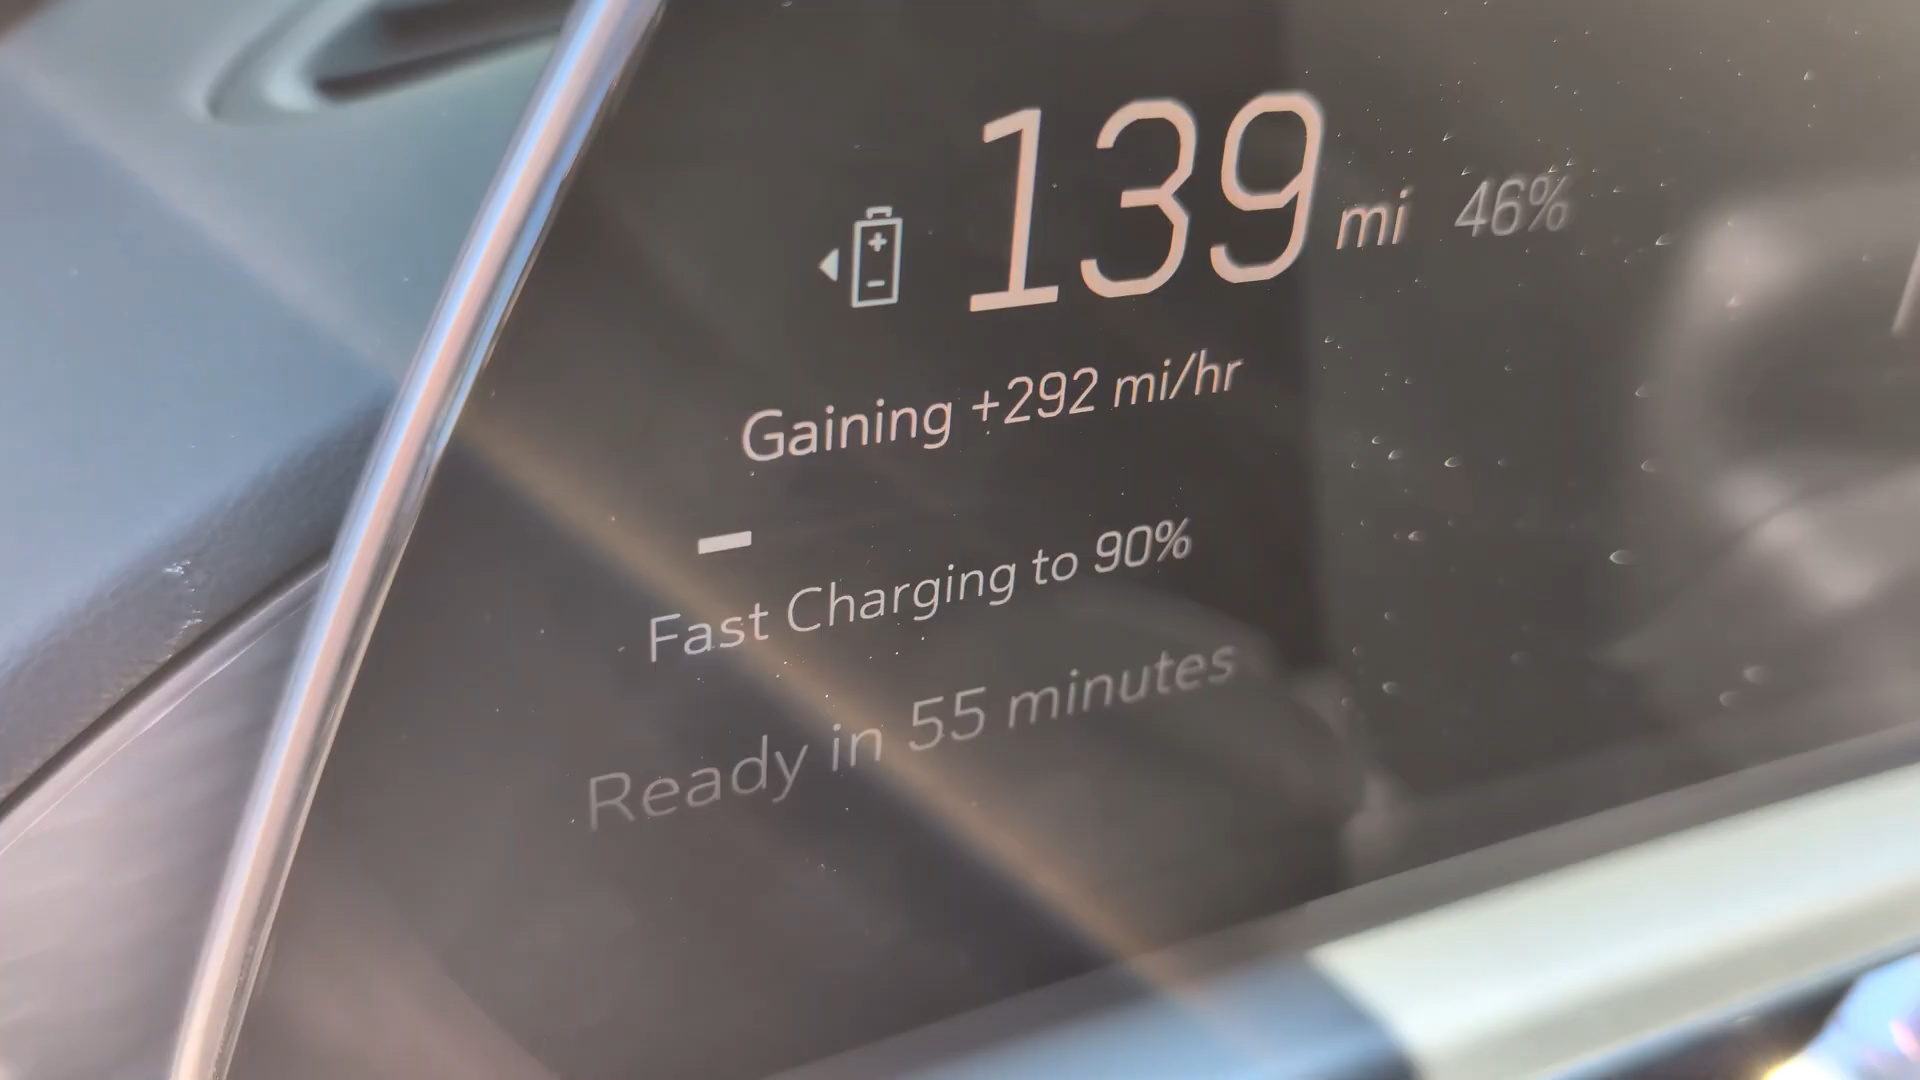 139 mi 46%
Gaining +292 mi/hr
Fast Charging to 90%
Ready in 55 minutes